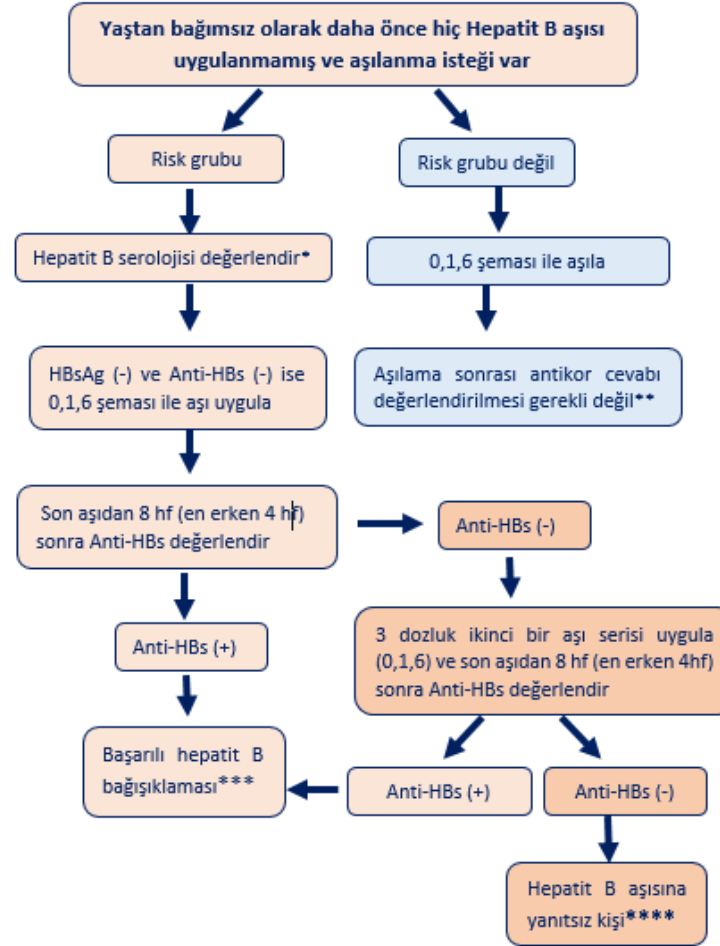 Yaştan bağımsız olarak daha önce hiç Hepatit B aşısı
uygulanmamış ve aşılanma isteği var
Risk grubu
Risk grubu değil
Hepatit B serolojisi değerlendir*
0,1,6 şeması ile aşıla
HBsAg (-) ve Anti-HBs (-) ise
0,1,6 şeması ile aşı uygula
Aşılama sonrası antikor cevabı
değerlendirilmesi gerekli değil**
Son aşıdan 8 hf (en erken 4 hf)
sonra Anti-HBs değerlendir
Anti-HBs (-)
Anti-HBs (+)
3 dozluk ikinci bir aşı serisi uygula
(0,1,6) ve son aşıdan 8 hf (en erken 4hf)
sonra Anti-HBs değerlendir
Başarılı hepatit B
bağışıklaması***
Anti-HBs (+)
Anti-HBs (-)
Hepatit B aşısına
yanıtsız kişi****